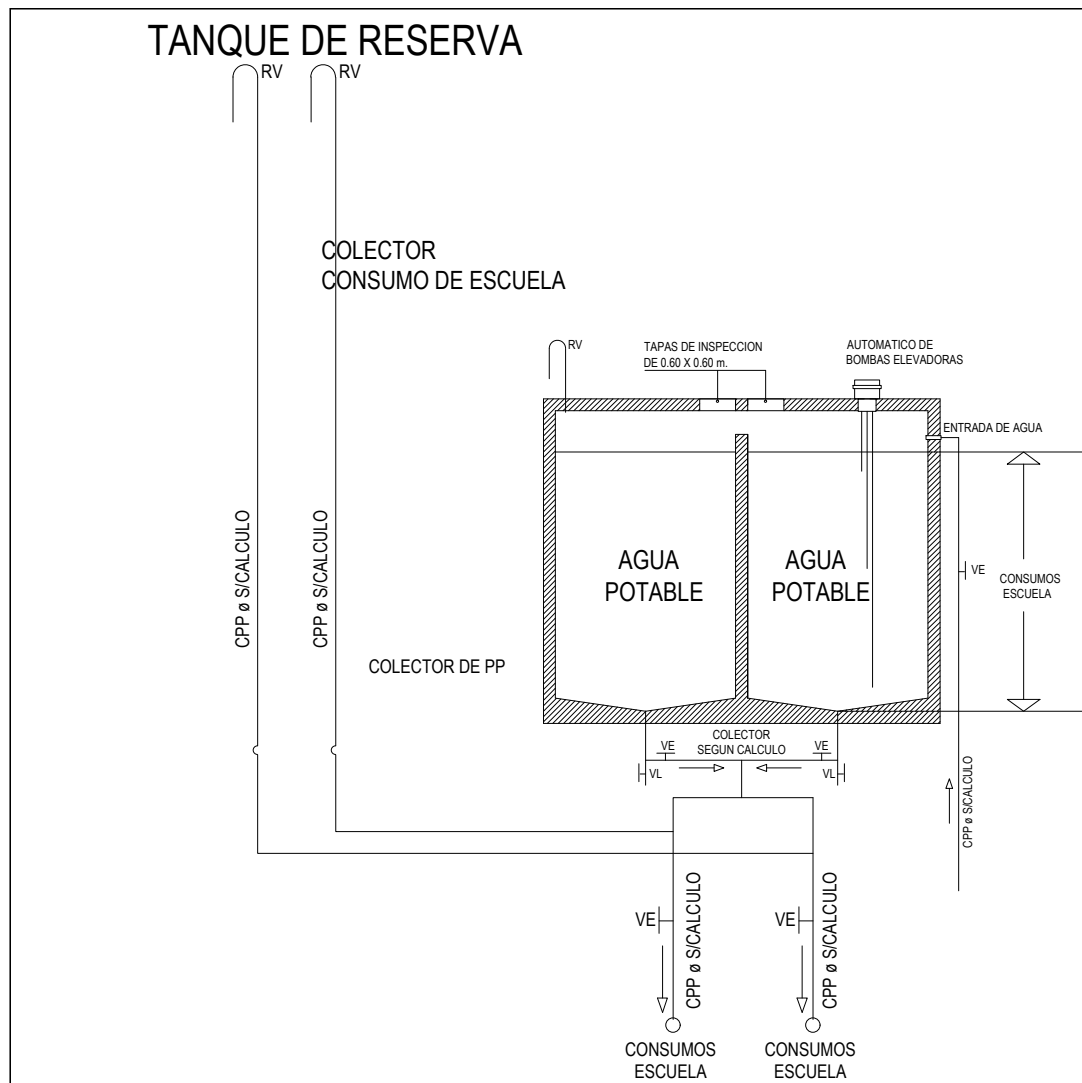 TANQUE DE RESERVA
RV
RV
COLECTOR
CONSUMO DE ESCUELA
RV
TAPAS DE INSPECCION
DE 0.60 X 0.60 m.
AUTOMATICO DE
BOMBAS ELEVADORAS
ENTRADA DE AGUA
CPP ø S/CALCULO
CPP ø S/CALCULO
AGUA
POTABLE
AGUA
POTABLE
VE
CONSUMOS
ESCUELA
COLECTOR DE PP
COLECTOR
SEGUN CALCULO
VE
VE
VL
VL
CPP ø S/CALCULO
VE
CPP ø S/CALCULO
VE
CPP ø S/CALCULO
CONSUMOS
ESCUELA
CONSUMOS
ESCUELA